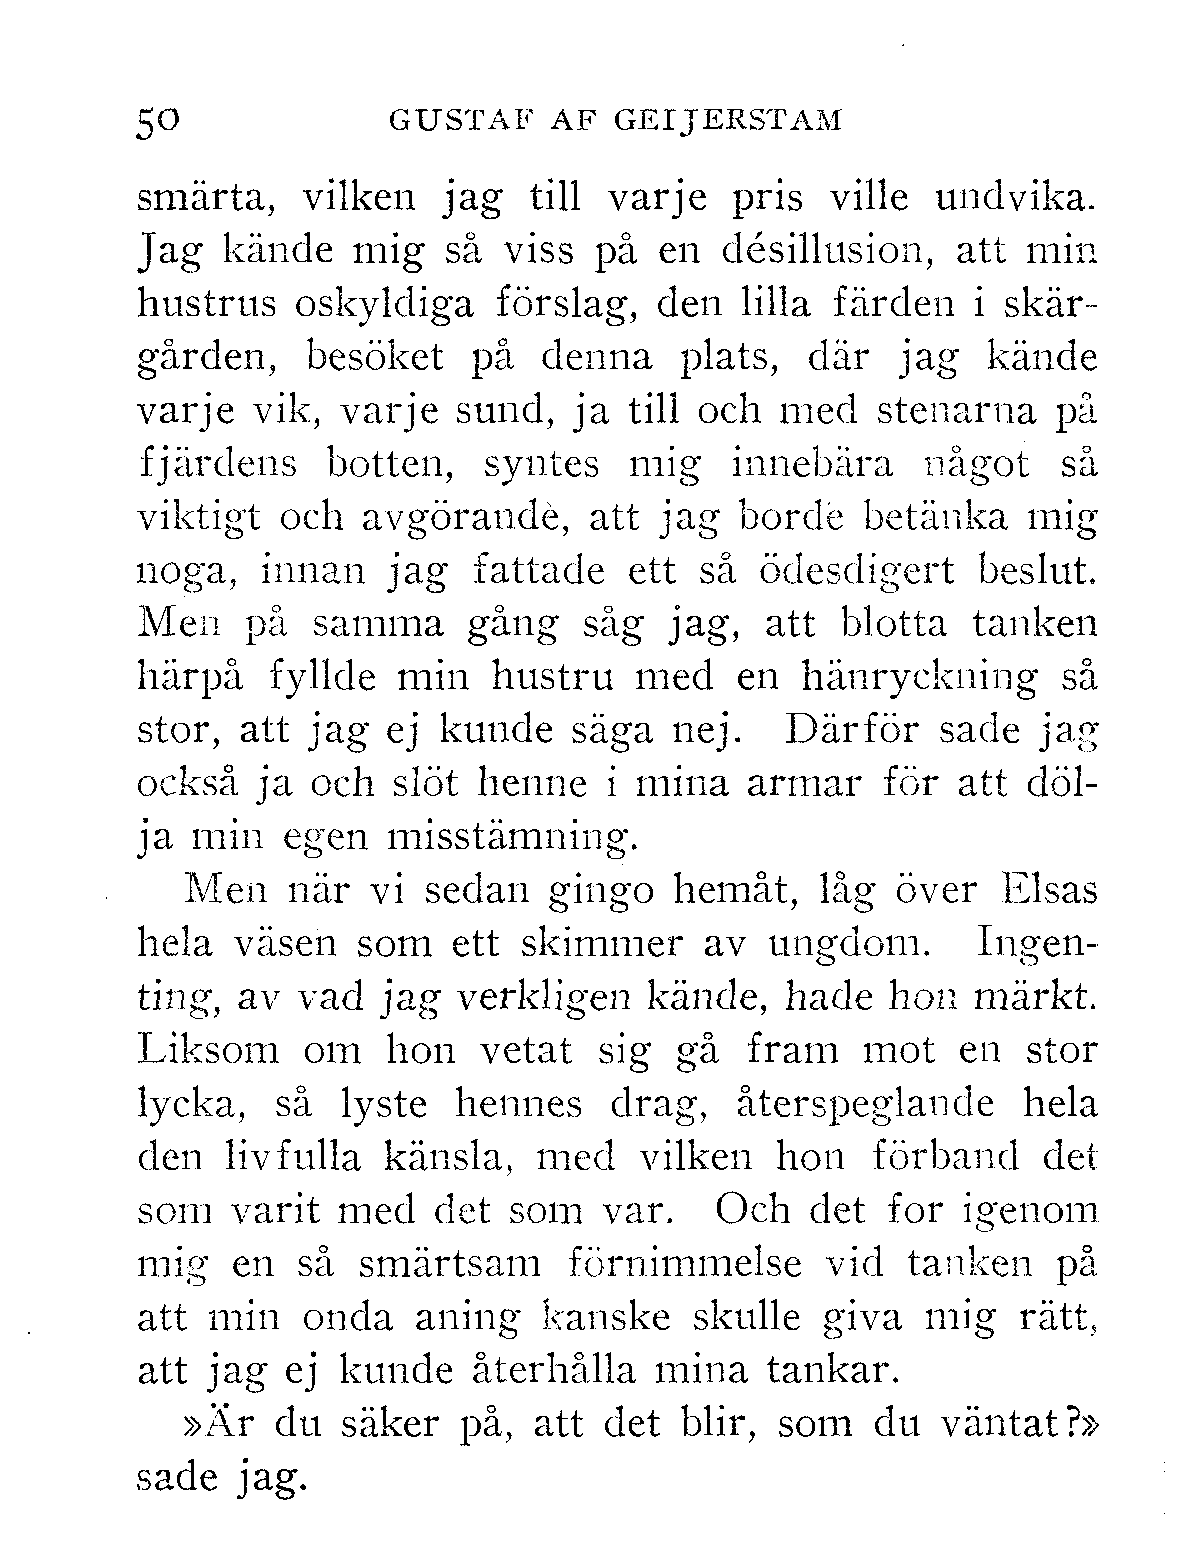 50 GUSTAF AF GEIJERSTAM
smärta, vilken jag till varje pris ville undvika.
Jag kände mig så viss på en désillusion, att min
hustrus oskyldiga förslag, den lilla färden i skär-
gården, besöket på denna plats, där jag kände
varje vik, varje sund, ja till och med stenarna på
fjärdens botten, syntes mig innebära något så
viktigt och avgörande, att jag borde betänka mig
noga, innan jag fattade ett så ödesdigert beslut.
Men på samma gång såg jag, att blotta tanken
härpå fyllde min hustru med en hänryckning så
stor, att jag ej kunde säga nej. Därför sade jag
också ja och slöt henne i mina armar för att döl-
ja min egen misstämning.
Men när vi sedan gingo hemåt, låg över Elsas
hela väsen som ett skimmer av ungdom. Ingen-
ting, av vad jag verkligen kände, hade hon märkt.
Liksom om hon vetat sig gå fram mot en stor
lycka, så lyste hennes drag, återspeglande hela
den livfulla känsla, med vilken hon förband det
som varit med det som var. Och det for igenom
mig en så smärtsam förnimmelse vid tanken på
att min onda aning kanske skulle giva mig rätt,
att jag ej kunde återhålla mina tankar.
»Är du säker på, att det blir, som du väntat?»
sade jag.